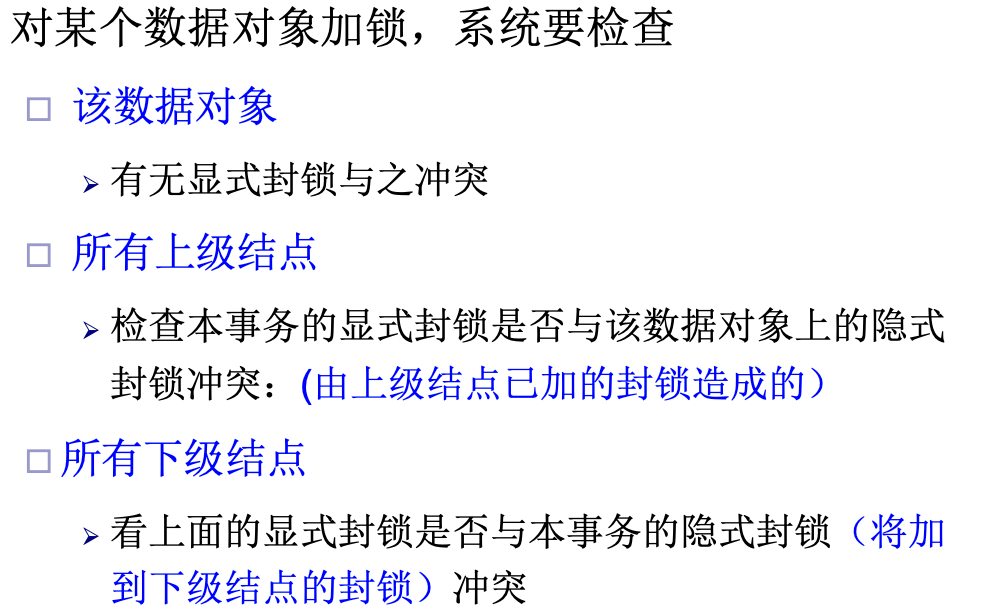 对某个数据对象加锁，系统要检查
□ 该数据对象
➢ 有无显式封锁与之冲突
□ 所有上级结点
➢ 检查本事务的显式封锁是否与该数据对象上的隐式
封锁冲突：(由上级结点已加的封锁造成的）
□ 所有下级结点
➢ 看上面的显式封锁是否与本事务的隐式封锁（将加
到下级结点的封锁）冲突